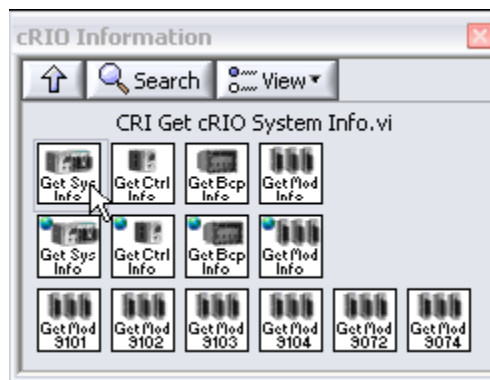 cRIO Information
Search View
CRI Get cRIO System Info.vi
Get Sys Info Get Ctrl Info Get Bcp Info Get Mod Info
Get Sys Info Get Ctrl Info Get Bcp Info Get Mod Info
Get Mod 9101 Get Mod 9102 Get Mod 9103 Get Mod 9104 Get Mod 9072 Get Mod 9074